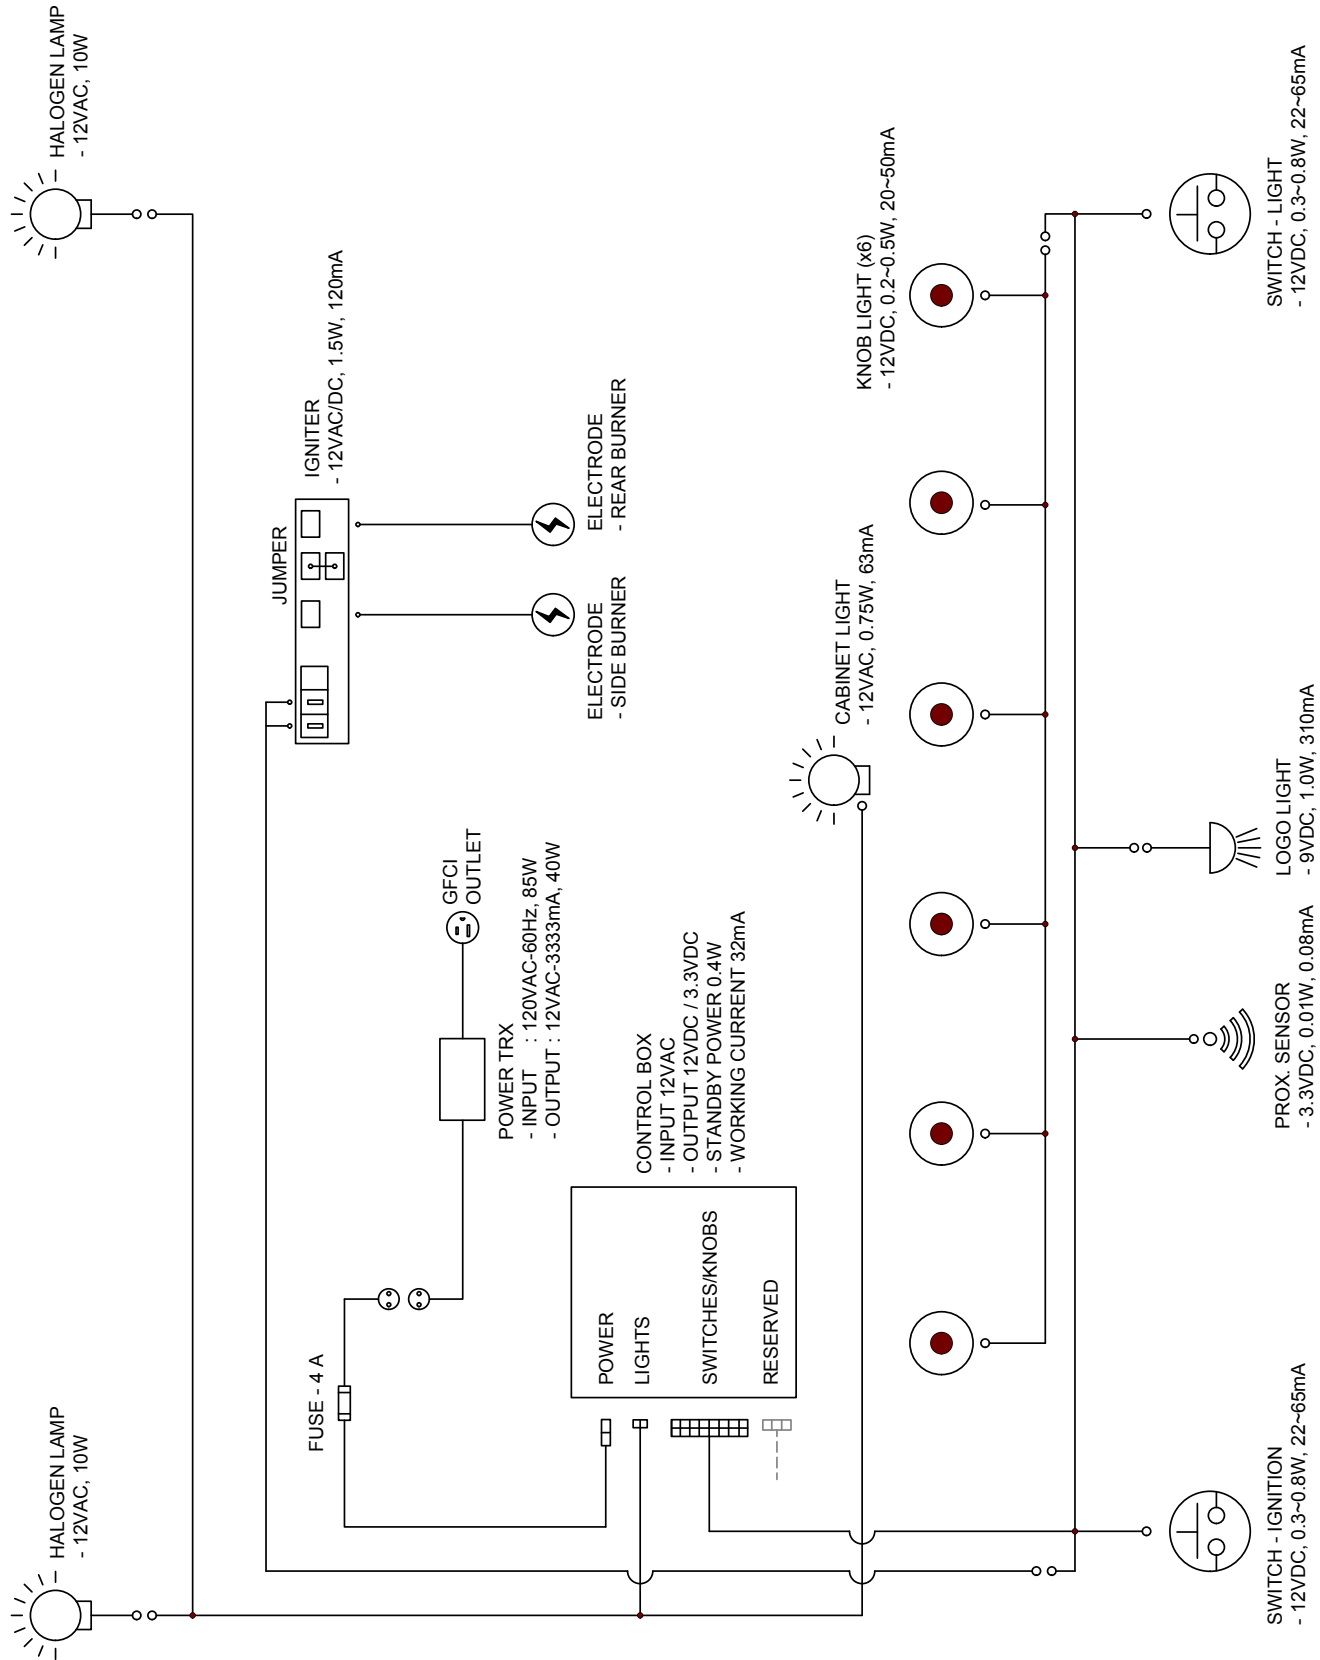 HALOGEN LAMP
- 12VAC, 10W
HALOGEN LAMP
- 12VAC, 10W
FUSE - 4 A
GFCI
OUTLET
POWER TRX
- INPUT : 120VAC-60Hz, 85W
- OUTPUT : 12VAC-3333mA, 40W
JUMPER
IGNITER
- 12VAC/DC, 1.5W, 120mA
ELECTRODE
- SIDE BURNER
ELECTRODE
- REAR BURNER
CONTROL BOX
- INPUT 12VAC
- OUTPUT 12VDC / 3.3VDC
- STANDBY POWER 0.4W
- WORKING CURRENT 32mA
POWER
LIGHTS
SWITCHES/KNOBS
RESERVED
CABINET LIGHT
- 12VAC, 0.75W, 63mA
KNOB LIGHT (x6)
- 12VDC, 0.2~0.5W, 20~50mA
SWITCH - IGNITION
- 12VDC, 0.3~0.8W, 22~65mA
PROX. SENSOR
- 3.3VDC, 0.01W, 0.08mA
LOGO LIGHT
- 9VDC, 1.0W, 310mA
SWITCH - LIGHT
- 12VDC, 0.3~0.8W, 22~65mA